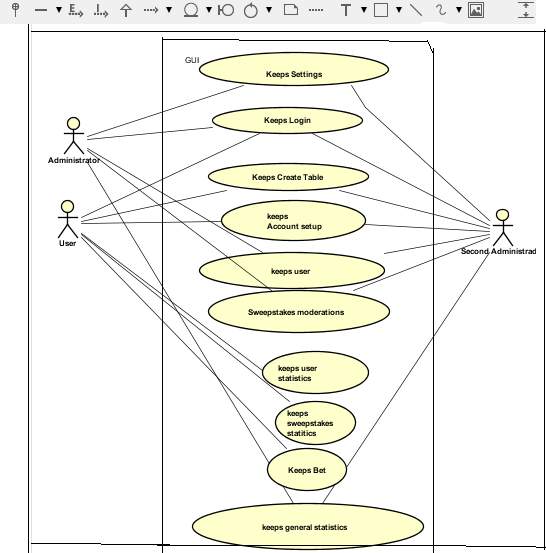 GUI
Keeps Settings
Keeps Login
Administrator
Keeps Create Table
keeps
Account setup
User
Second Administrad
keeps user
Sweepstakes moderations
keeps user
statistics
keeps
sweepstakes
statitics
Keeps Bet
keeps general statistics